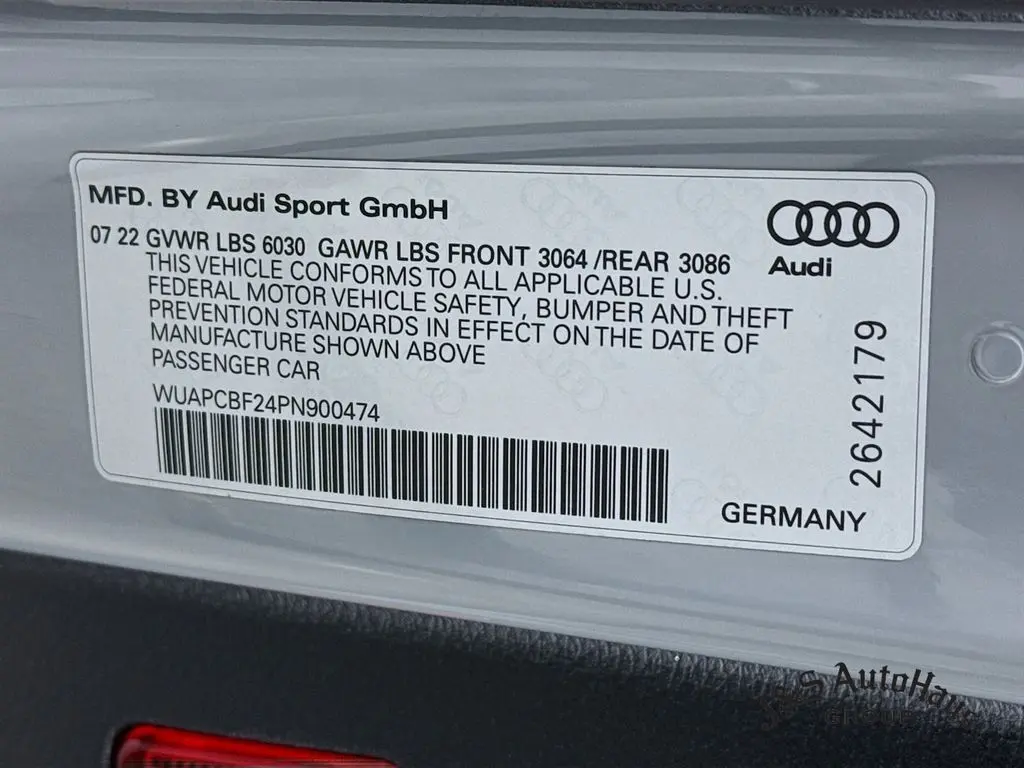 MFD. BY Audi Sport GmbH
07 22 GVWR LBS 6030 GAWR LBS FRONT 3064 /REAR 3086
THIS VEHICLE CONFORMS TO ALL APPLICABLE U.S.
FEDERAL MOTOR VEHICLE SAFETY, BUMPER AND THEFT
PREVENTION STANDARDS IN EFFECT ON THE DATE OF
MANUFACTURE SHOWN ABOVE
PASSENGER CAR
WUAPCBF24PN900474
Audi
2642179
GERMANY
GROUP